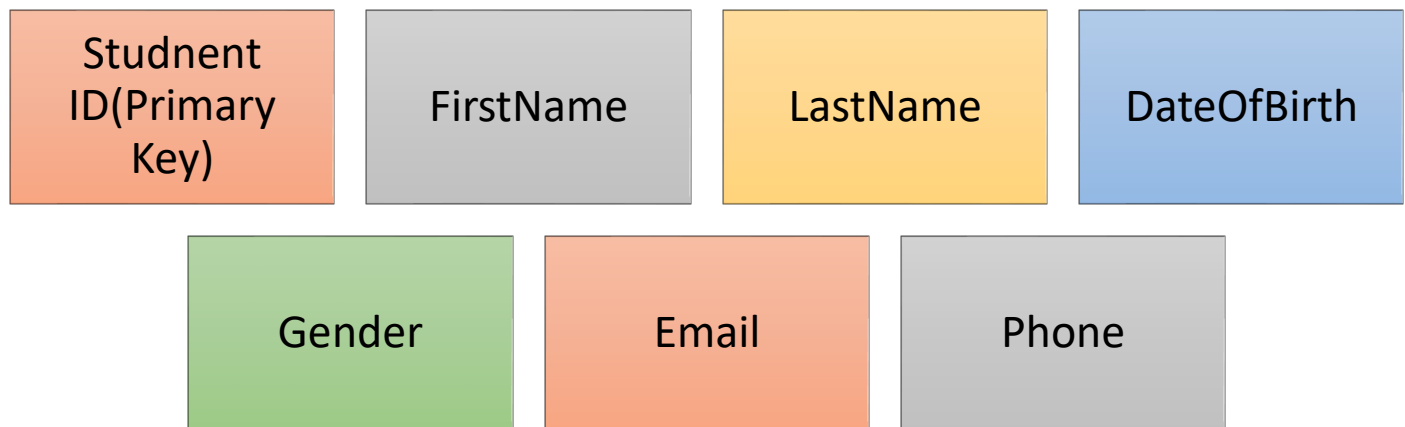 Studnent
ID(Primary
Key)
FirstName
LastName
DateOfBirth
Gender
Email
Phone